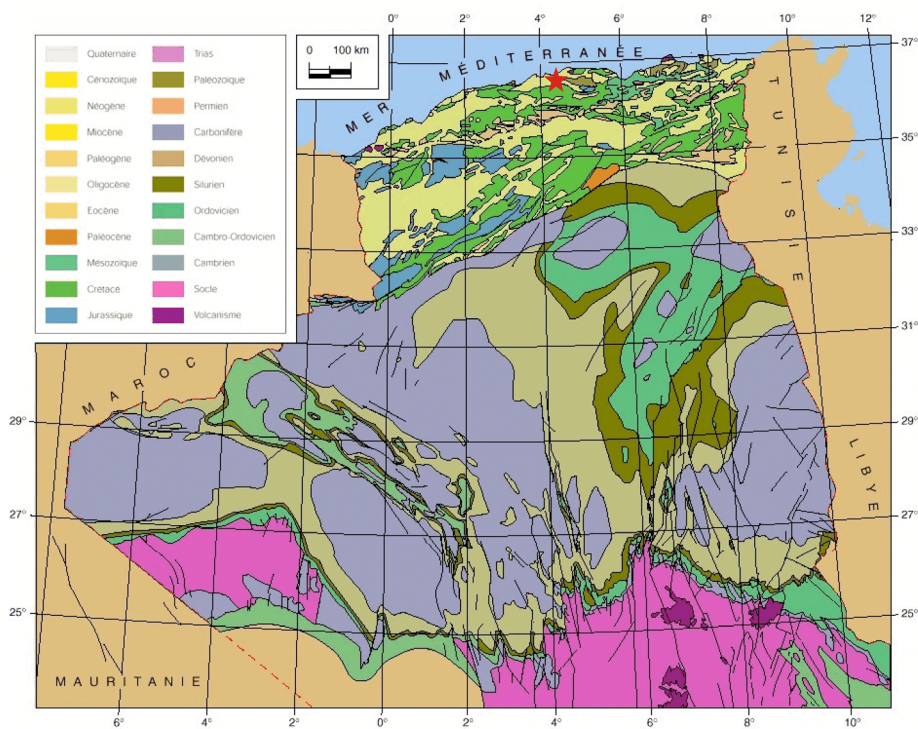 0° 2° 4° 6° 8° 10° 12°
37°
35°
33°
31°
29°
27°
25°
0 100 km
MER MÉDITERRANÉE
TUNISIE
LIBYE
MAROC
MAURITANIE
Quaternaire
Cénozoïque
Néogène
Miocène
Paléogène
Oligocène
Eocène
Paléocène
Mésozoïque
Crétacé
Jurassique
Trias
Paleozoïque
Permien
Carbonifère
Dévonien
Silurien
Ordovicien
Cambro-Ordovicien
Cambrien
Socle
Volcanisme
29°
27°
25°
6° 4° 2° 0° 2° 4° 6° 8° 10°